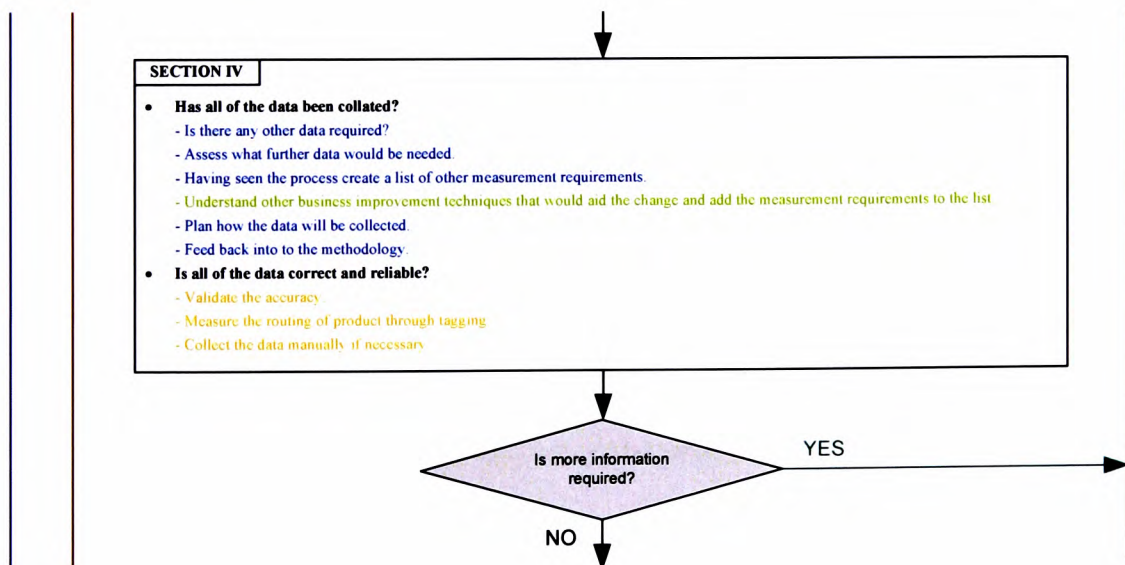 SECTION IV
• Has all of the data been collated?
- Is there any other data required?
- Assess what further data would be needed.
- Having seen the process create a list of other measurement requirements.
- Understand other business improvement techniques that would aid the change and add the measurement requirements to the list
- Plan how the data will be collected.
- Feed back into to the methodology.
• Is all of the data correct and reliable?
- Validate the accuracy.
- Measure the routing of product through tagging
- Collect the data manually if necessary
Is more information
required?
YES
NO